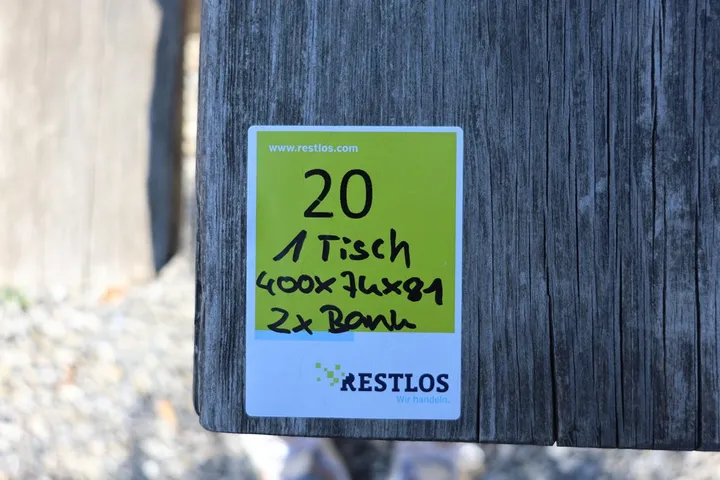 www.restlos.com
20
1 Tisch
400x74x81
2x Bank
RESTLOS
Wir handeln.